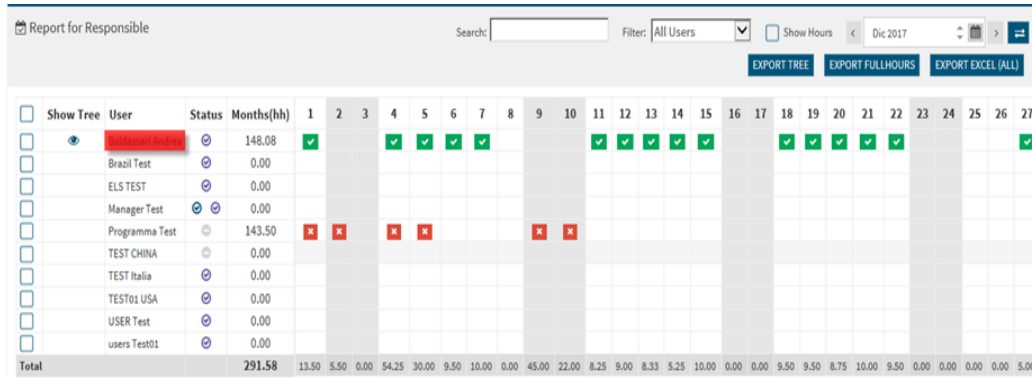 Report for Responsible Search: Filter: All Users Show Hours < Dic 2017 >
EXPORT TREE EXPORT FULLHOURS EXPORT EXCEL (ALL)
Show Tree User Status Months(hh) 1 2 3 4 5 6 7 8 9 10 11 12 13 14 15 16 17 18 19 20 21 22 23 24 25 26 27
Baldessari Andrea 148.08
Brazil Test 0.00
ELS TEST 0.00
Manager Test 0.00
Programma Test 143.50
TEST CHINA 0.00
TEST Italia 0.00
TEST01 USA 0.00
USER Test 0.00
users Test01 0.00
Total 291.58 13.50 5.50 0.00 54.25 30.00 9.50 10.00 0.00 45.00 22.00 8.25 9.00 8.33 5.25 10.00 0.00 0.00 9.50 9.50 8.75 10.00 9.50 0.00 0.00 0.00 0.00